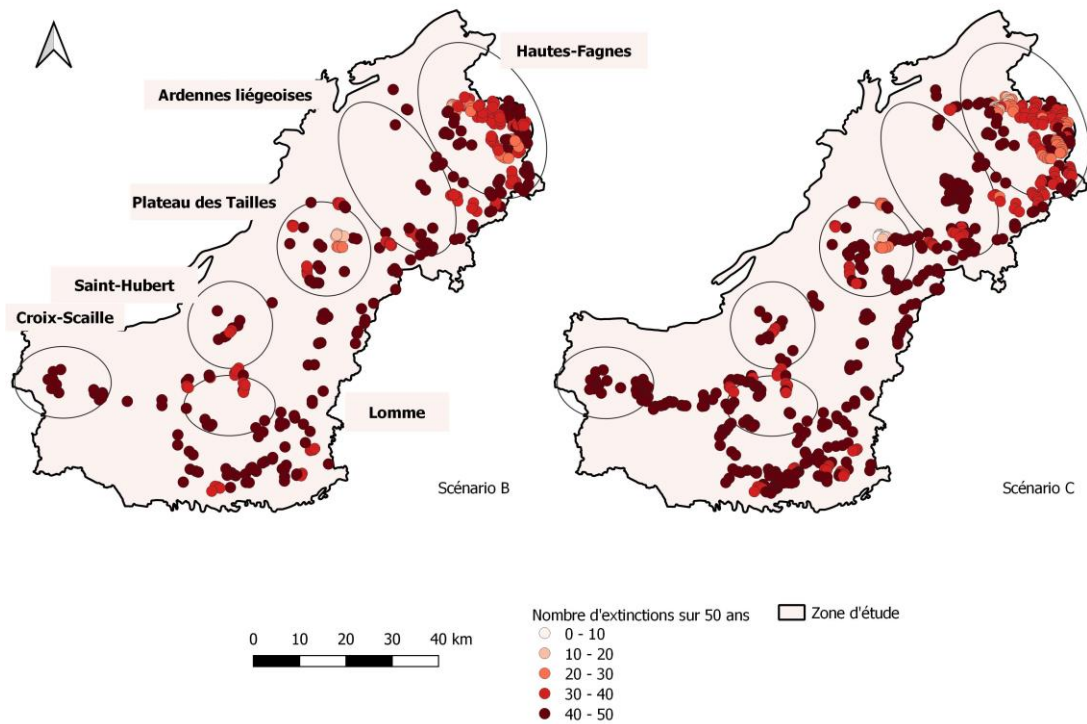 Hautes-Fagnes
Ardennes liégeoises
Plateau des Tailles
Saint-Hubert
Croix-Scaille
Lomme
Scénario B
Scénario C
Nombre d'extinctions sur 50 ans
0 - 10
10 - 20
20 - 30
30 - 40
40 - 50
Zone d'étude
0 10 20 30 40 km